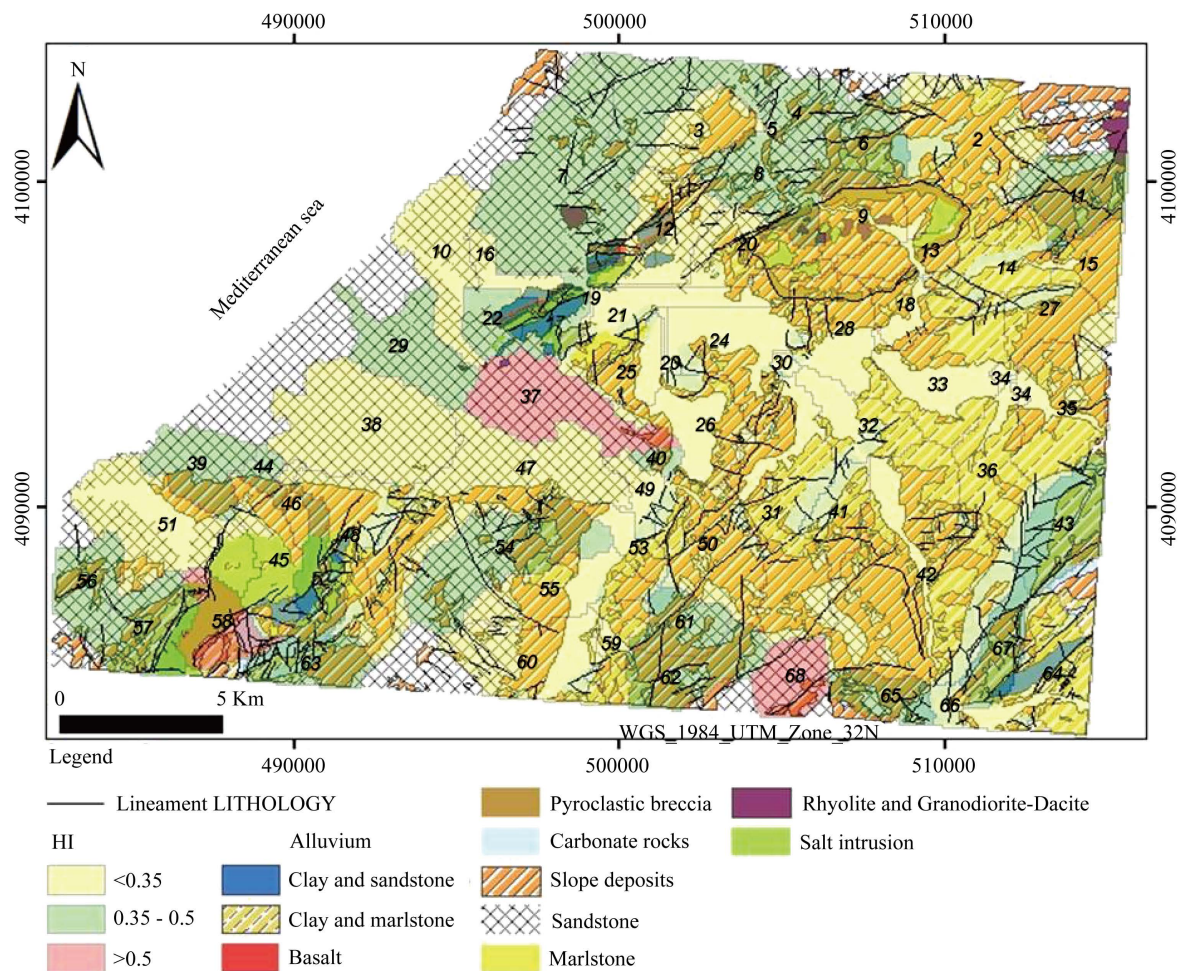 490000 500000 510000
N
3 4 5 6 2
7 8 11
4100000 4100000
9
12
10 16 20 13 14 15
Mediterranean sea
19 18 27
22 21 28
29 24
25 30
37 33 34
34 35
38 26 32
39 44 47 40 36
49
46
51 31 41 43
4090000 4090000
48 54 53 50
45
56 52 55 42
57 58 61
63 60 59 67
62 68 65 64
66
0 5 Km
WGS_1984_UTM_Zone_32N
490000 500000 510000
Legend
Lineament LITHOLOGY Pyroclastic breccia Rhyolite and Granodiorite-Dacite
HI Alluvium Carbonate rocks Salt intrusion
<0.35 Clay and sandstone Slope deposits
0.35 - 0.5 Clay and marlstone Sandstone
>0.5 Basalt Marlstone